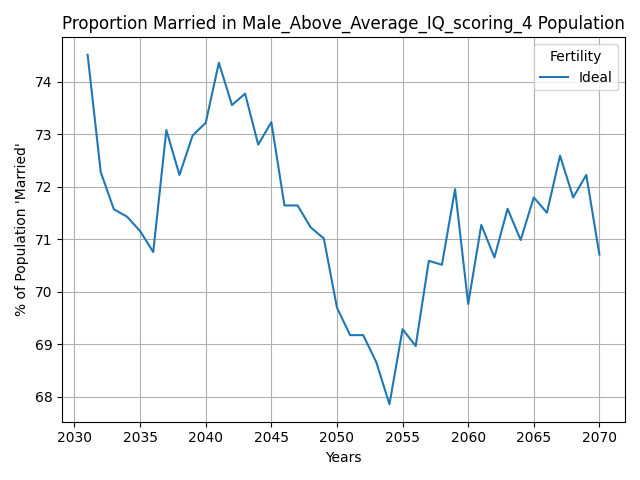 Proportion Married in Male_Above_Average_IQ_scoring_4 Population
Fertility
Ideal
% of Population 'Married'
74
73
72
71
70
69
68
2030 2035 2040 2045 2050 2055 2060 2065 2070
Years